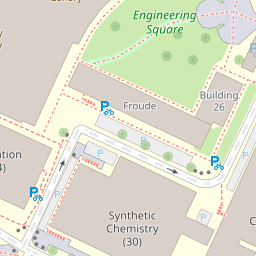 Engineering
Square
Froude
Building
26
P
P
P
P
P
P
Synthetic
Chemistry
(30)